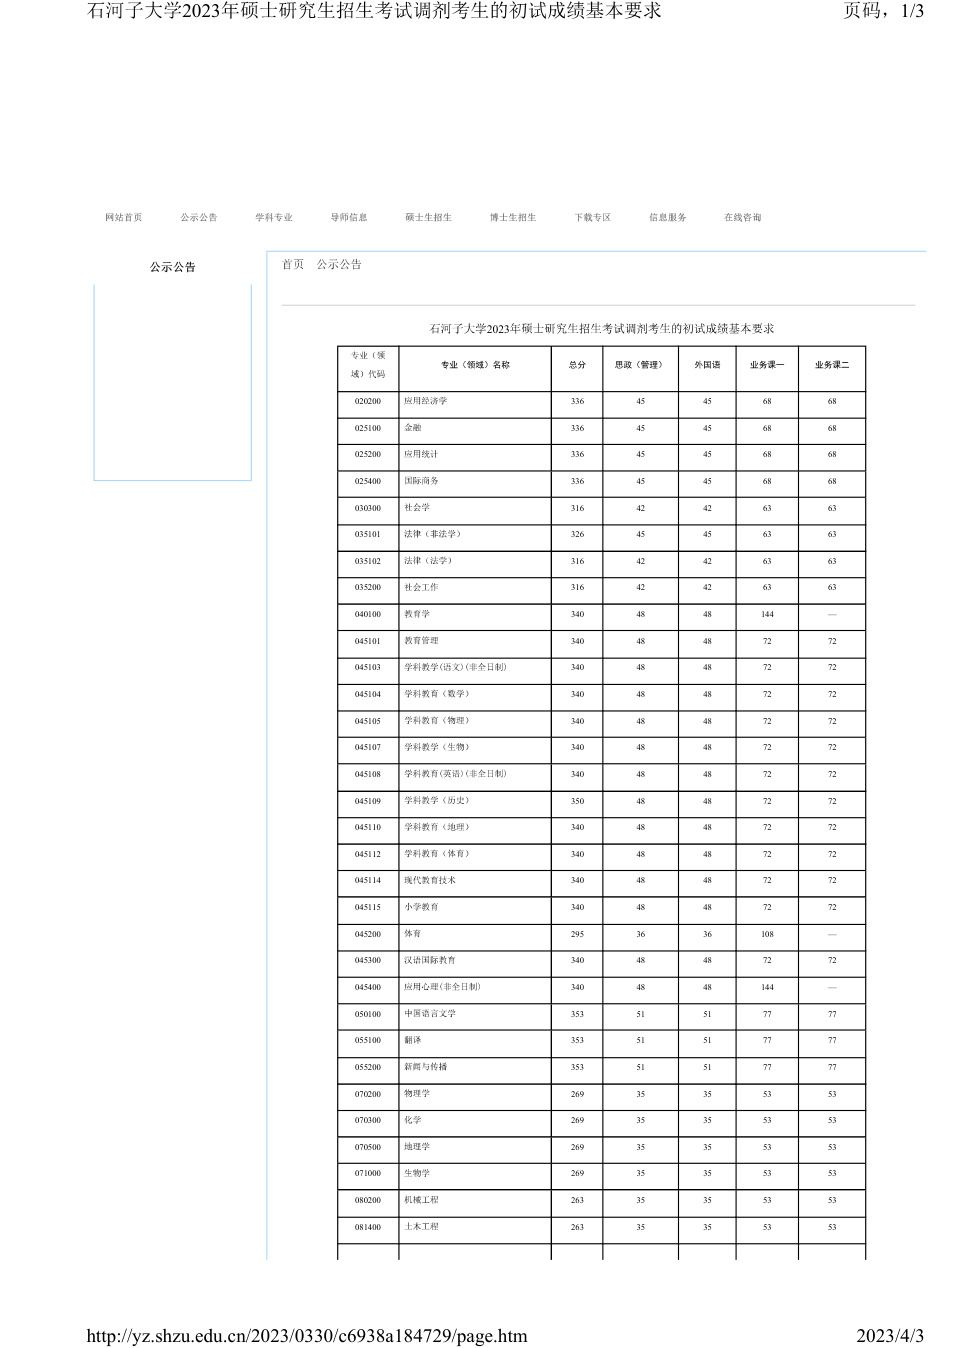 石河子大学2023年硕士研究生招生考试调剂考生的初试成绩基本要求 页码，1/3
网站首页 公示公告 学科专业 导师信息 硕士生招生 博士生招生 下载专区 信息服务 在线咨询
公示公告
首页 公示公告
石河子大学2023年硕士研究生招生考试调剂考生的初试成绩基本要求
专业（领域）代码 专业（领域）名称 总分 思政（管理） 外国语 业务课一 业务课二
020200 应用经济学 336 45 45 68 68
025100 金融 336 45 45 68 68
025200 应用统计 336 45 45 68 68
025400 国际商务 336 45 45 68 68
030300 社会学 316 42 42 63 63
035101 法律（非法学） 326 45 45 63 63
035102 法律（法学） 316 42 42 63 63
035200 社会工作 316 42 42 63 63
040100 教育学 340 48 48 144 —
045101 教育管理 340 48 48 72 72
045103 学科教学(语文)(非全日制) 340 48 48 72 72
045104 学科教育（数学） 340 48 48 72 72
045105 学科教育（物理） 340 48 48 72 72
045107 学科教学（生物） 340 48 48 72 72
045108 学科教育(英语)(非全日制) 340 48 48 72 72
045109 学科教学（历史） 350 48 48 72 72
045110 学科教育（地理） 340 48 48 72 72
045112 学科教育（体育） 340 48 48 72 72
045114 现代教育技术 340 48 48 72 72
045115 小学教育 340 48 48 72 72
045200 体育 295 36 36 108 —
045300 汉语国际教育 340 48 48 72 72
045400 应用心理(非全日制) 340 48 48 144 —
050100 中国语言文学 353 51 51 77 77
055100 翻译 353 51 51 77 77
055200 新闻与传播 353 51 51 77 77
070200 物理学 269 35 35 53 53
070300 化学 269 35 35 53 53
070500 地理学 269 35 35 53 53
071000 生物学 269 35 35 53 53
080200 机械工程 263 35 35 53 53
081400 土木工程 263 35 35 53 53
http://yz.shzu.edu.cn/2023/0330/c6938a184729/page.htm 2023/4/3